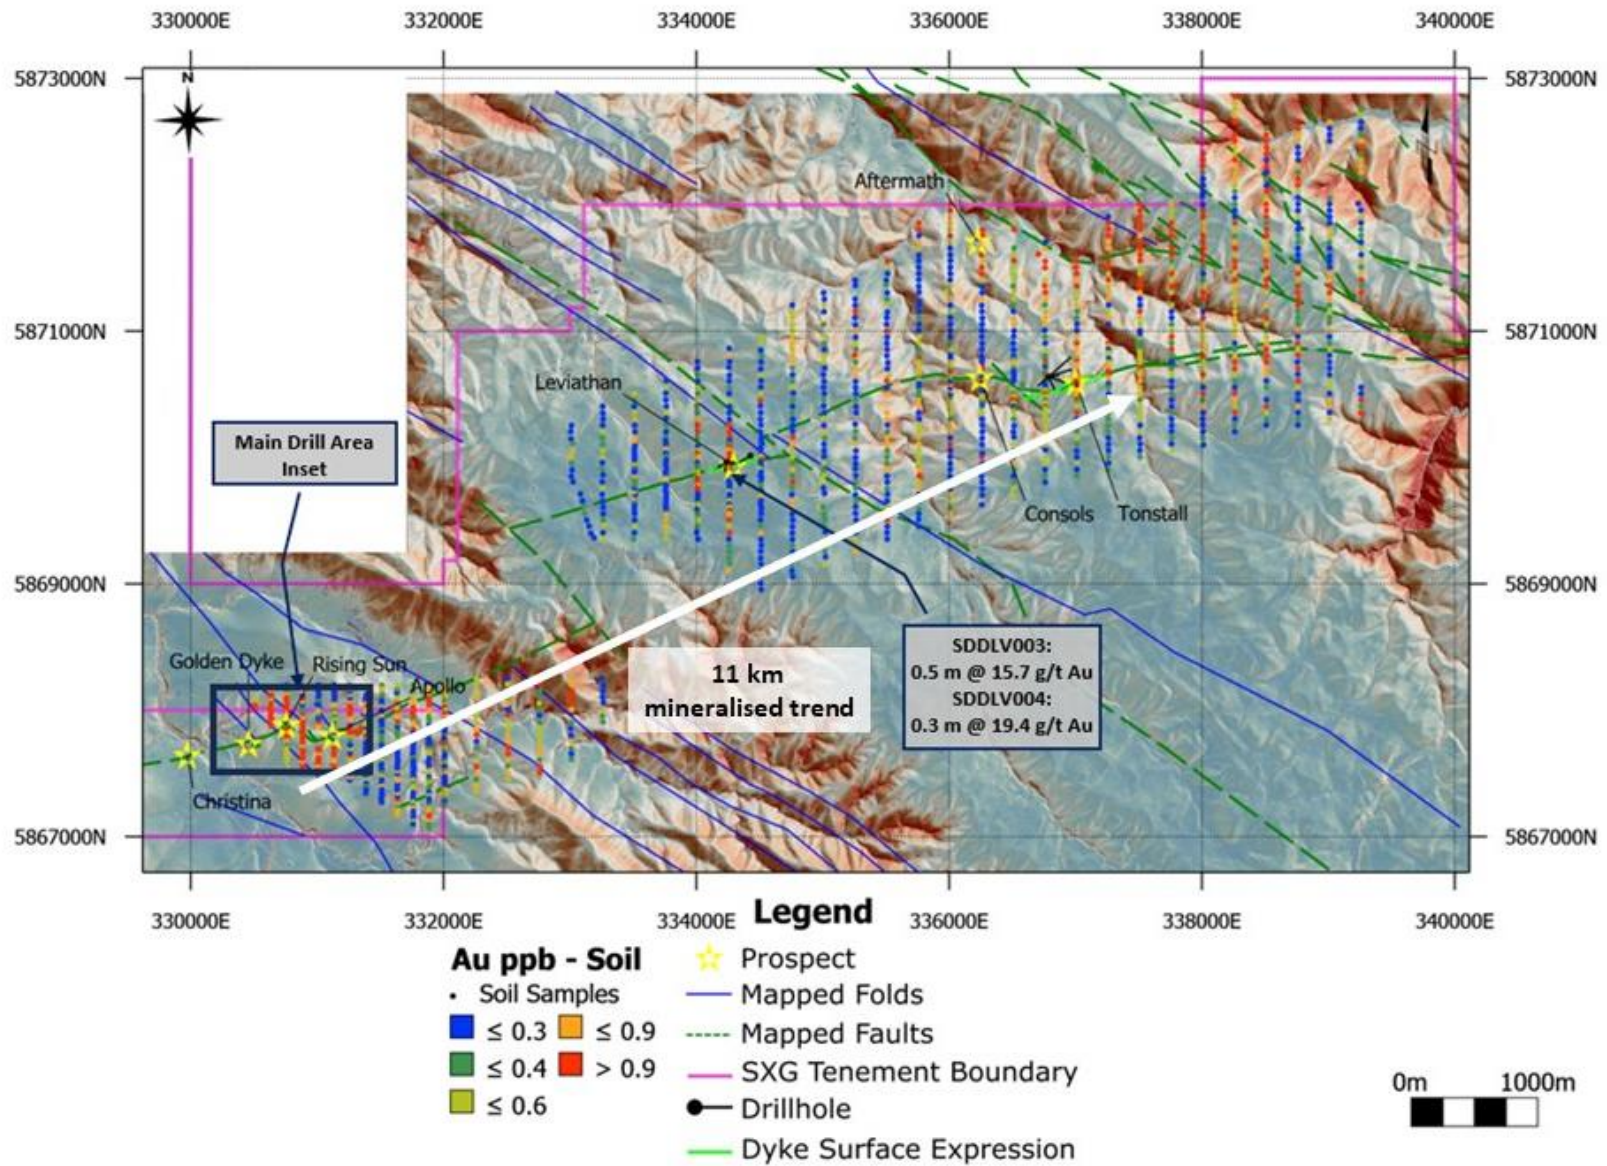 330000E 332000E 334000E 336000E 338000E 340000E
5873000N 5873000N
N
Aftermath
5871000N 5871000N
Leviathan
Main Drill Area
Inset
Consols Tonstall
5869000N 5869000N
SDDLV003:
0.5 m @ 15.7 g/t Au
SDDLV004:
0.3 m @ 19.4 g/t Au
Golden Dyke Rising Sun
Apollo
11 km
mineralised trend
Christina
5867000N 5867000N
330000E 332000E 334000E 336000E 338000E 340000E
Legend
Au ppb - Soil
Soil Samples
≤ 0.3 ≤ 0.9
≤ 0.4 > 0.9
≤ 0.6
Prospect
Mapped Folds
Mapped Faults
SXG Tenement Boundary
Drillhole
Dyke Surface Expression
0m 1000m